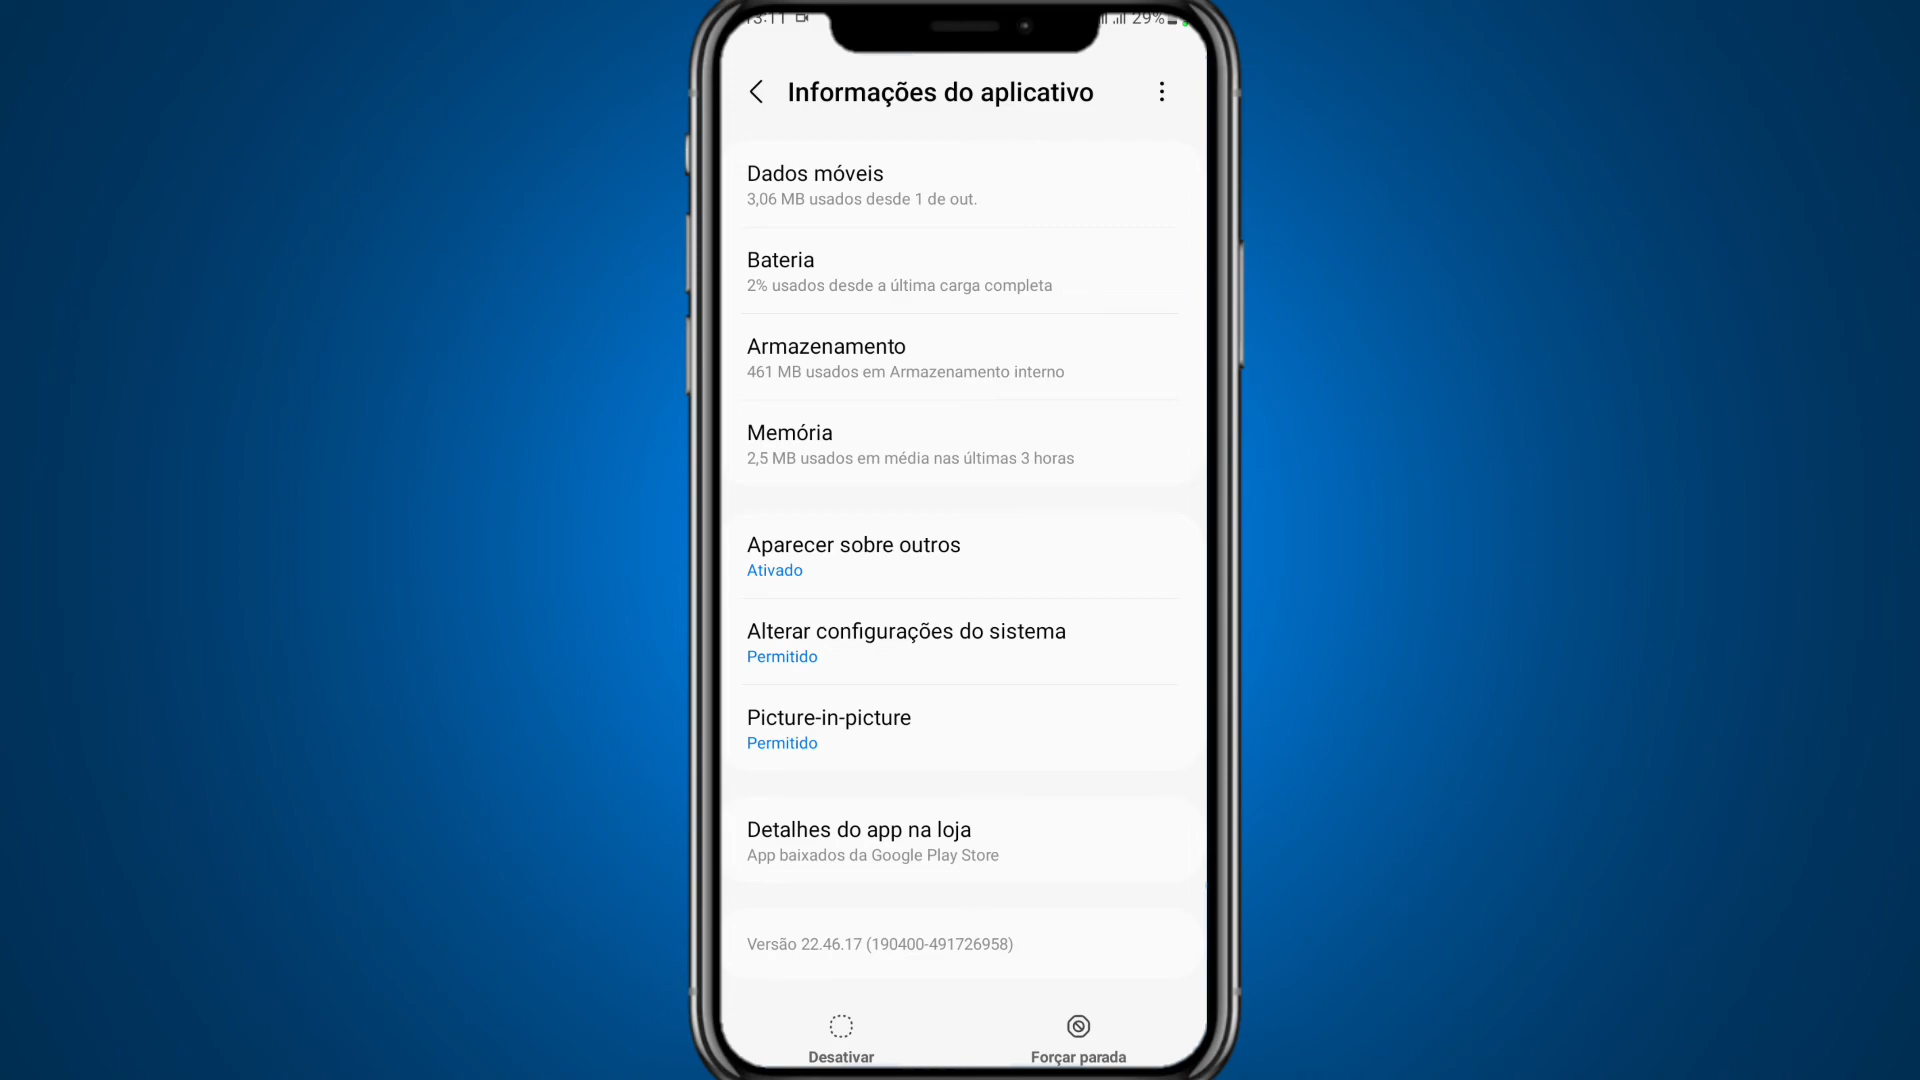 13:11 29%
Informações do aplicativo
Dados móveis
3,06 MB usados desde 1 de out.
Bateria
2% usados desde a última carga completa
Armazenamento
461 MB usados em Armazenamento interno
Memória
2,5 MB usados em média nas últimas 3 horas
Aparecer sobre outros
Ativado
Alterar configurações do sistema
Permitido
Picture-in-picture
Permitido
Detalhes do app na loja
App baixados da Google Play Store
Versão 22.46.17 (190400-491726958)
Desativar
Forçar parada